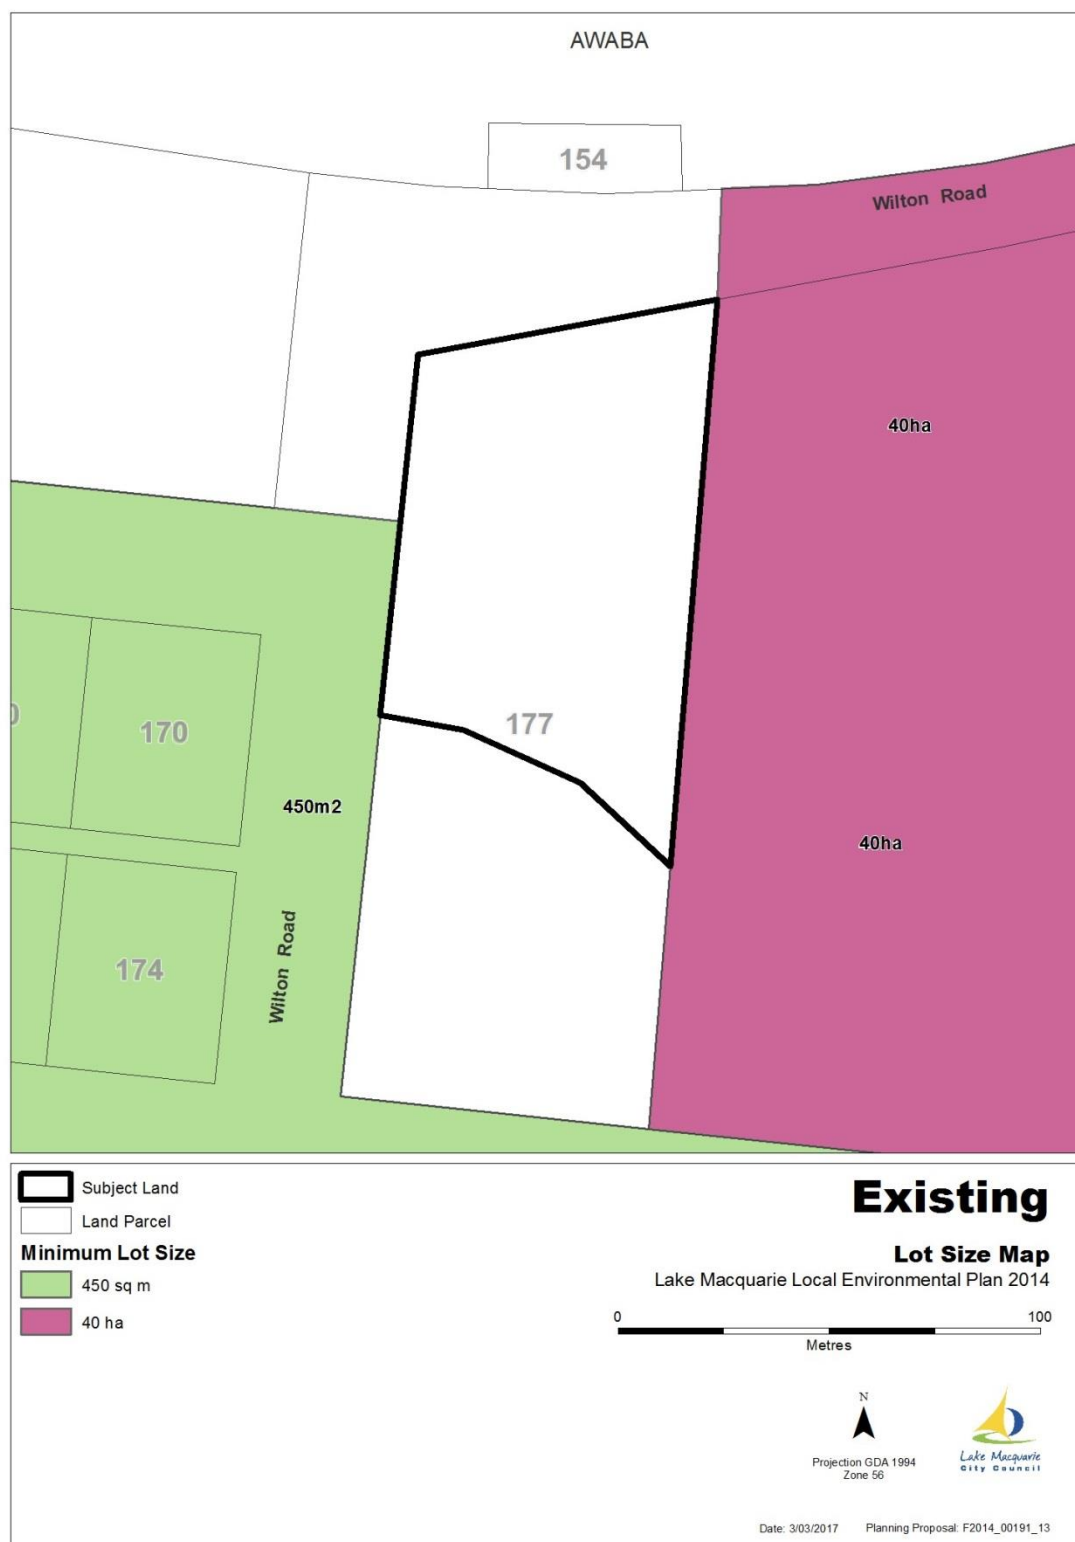 AWABA
154
Wilton Road
40ha
177
0
170
450m2
40ha
174
Wilton Road
Subject Land
Land Parcel
Minimum Lot Size
450 sq m
40 ha
Existing
Lot Size Map
Lake Macquarie Local Environmental Plan 2014
0 100
Metres
N
Projection GDA 1994
Zone 56
Lake Macquarie
City Council
Date: 3/03/2017 Planning Proposal: F2014_00191_13